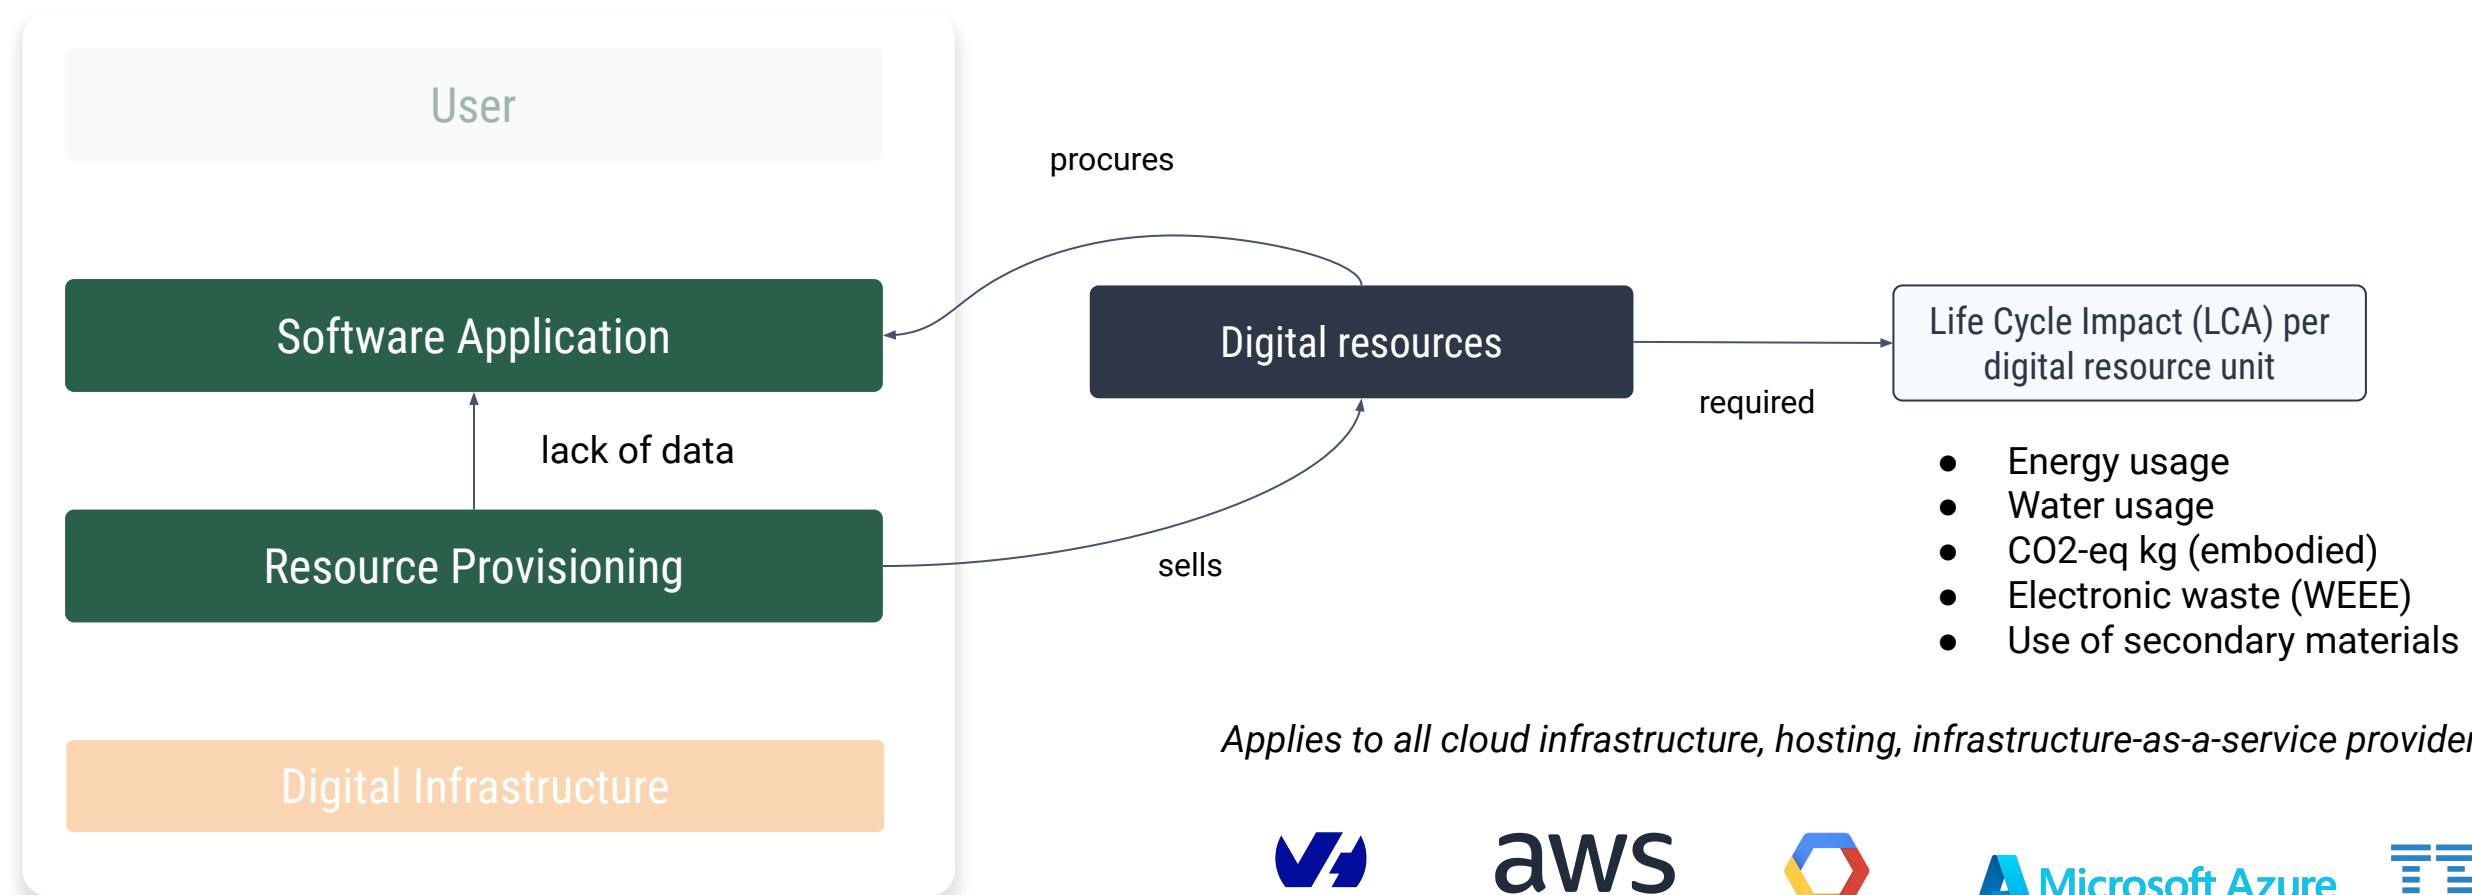 User
procures
Software Application
Digital resources
Life Cycle Impact (LCA) per
digital resource unit
required
lack of data
● Energy usage
● Water usage
● CO2-eq kg (embodied)
● Electronic waste (WEEE)
● Use of secondary materials
Resource Provisioning
sells
Applies to all cloud infrastructure, hosting, infrastructure-as-a-service
Digital Infrastructure
aws
Microsoft Azure